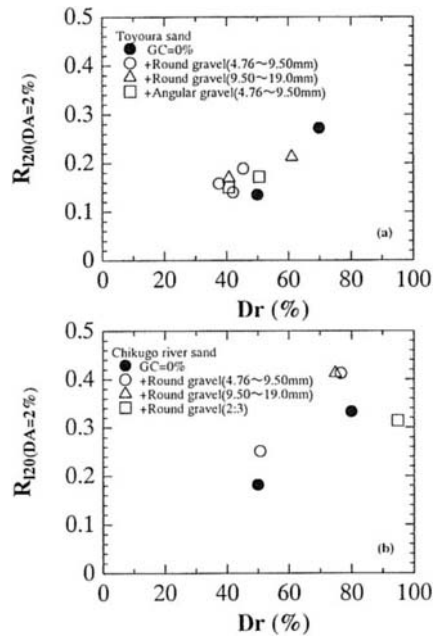 Toyoura sand
GC=0%
+Round gravel(4.76～9.50mm)
+Round gravel(9.50～19.0mm)
+Angular gravel(4.76～9.50mm)
0.5
0.4
0.3
0.2
0.1
0
R120(DA=2%)
(a)
0 20 40 60 80 100
Dr (%)
Chikugo river sand
GC=0%
+Round gravel(4.76～9.50mm)
+Round gravel(9.50～19.0mm)
+Round gravel(2:3)
0.5
0.4
0.3
0.2
0.1
0
R120(DA=2%)
(b)
0 20 40 60 80 100
Dr (%)